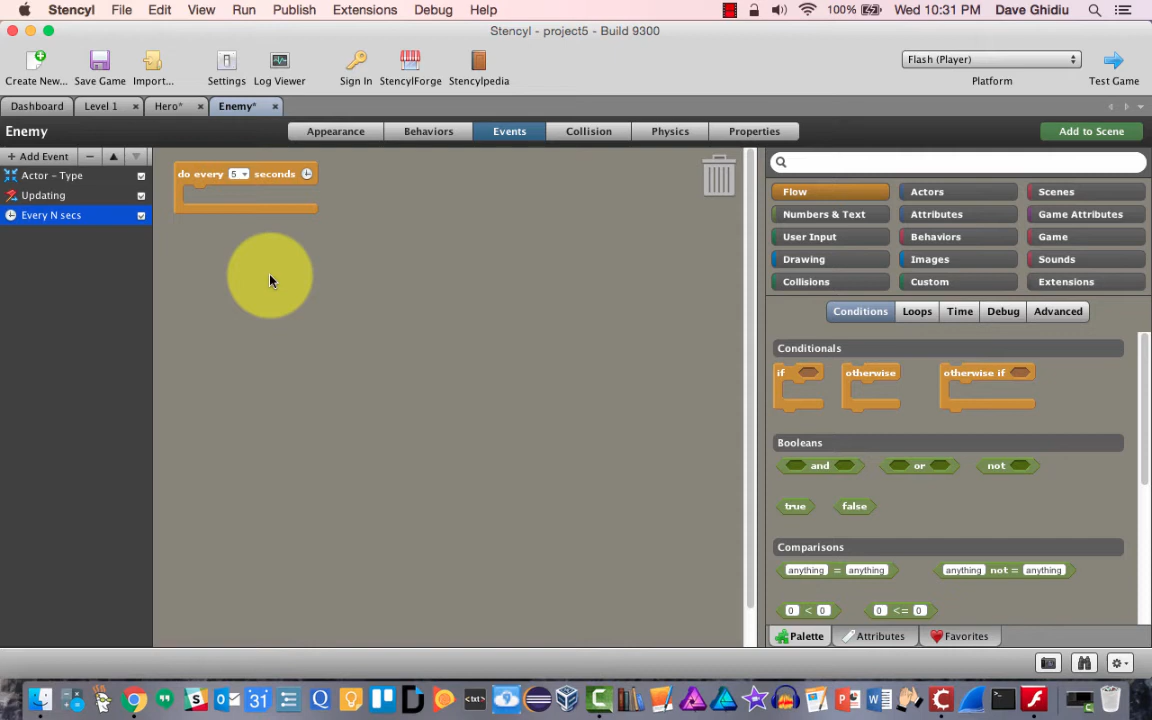 Stencyl File Edit View Run Publish Extensions Debug Help 100% Wed 10:31 PM Dave Ghidiu
Stencyl - project5 - Build 9300
Create New... Save Game Import... Settings Log Viewer Sign In StencylForge Stencylpedia Flash (Player) Platform Test Game
Dashboard Level 1 × Hero* × Enemy* ×
Enemy Appearance Behaviors Events Collision Physics Properties Add to Scene
+ Add Event
Actor - Type
Updating
Every N secs
do every 5 seconds
Flow Actors Scenes
Numbers & Text Attributes Game Attributes
User Input Behaviors Game
Drawing Images Sounds
Collisions Custom Extensions
Conditions Loops Time Debug Advanced
Conditionals
if otherwise otherwise if
Booleans
and or not
true false
Comparisons
anything = anything anything not = anything
0 < 0 0 <= 0
Palette Attributes Favorites
S 31 Q D <txt> P W C